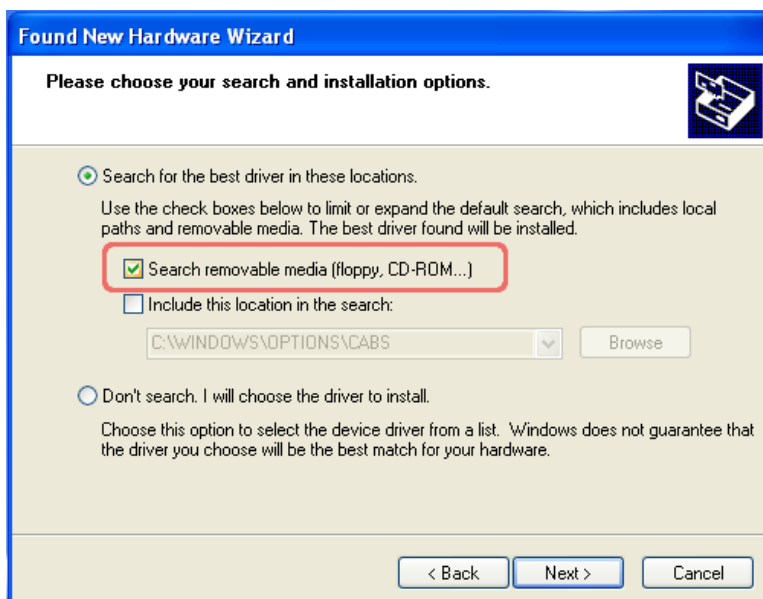 Found New Hardware Wizard
Please choose your search and installation options.
Search for the best driver in these locations.
Use the check boxes below to limit or expand the default search, which includes local
paths and removable media. The best driver found will be installed.
Search removable media (floppy, CD-ROM...)
Include this location in the search:
C:\WINDOWS\OPTIONS\CABS
Browse
Don't search. I will choose the driver to install.
Choose this option to select the device driver from a list.  Windows does not guarantee that
the driver you choose will be the best match for your hardware.
< Back
Next >
Cancel